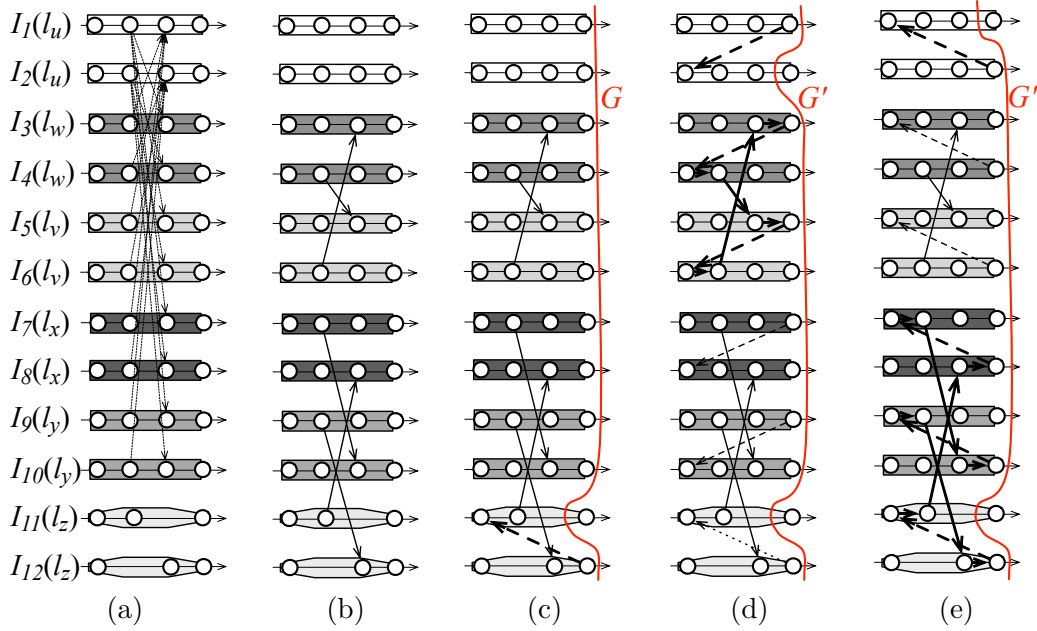 I1(lu)
I2(lu)
G
G'
G'
I3(lw)
I4(lw)
I5(lv)
I6(lv)
I7(lx)
I8(lx)
I9(ly)
I10(ly)
I11(lz)
I12(lz)
(a) (b) (c) (d) (e)